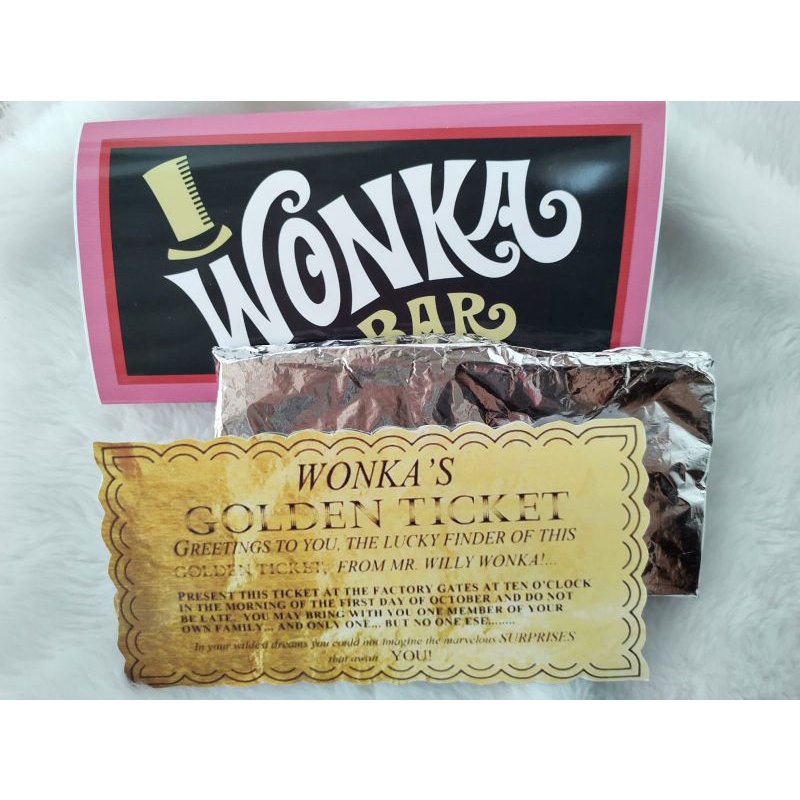 WONKA
BAR
WONKA'S
GOLDEN TICKET
GREETINGS TO YOU, THE LUCKY FINDER OF THIS
GOLDEN TICKET, FROM MR. WILLY WONKA!...
PRESENT THIS TICKET AT THE FACTORY GATES AT TEN O'CLOCK
IN THE MORNING OF THE FIRST DAY OF OCTOBER AND DO NOT
BE LATE. YOU MAY BRING WITH YOU ONE MEMBER OF YOUR
OWN FAMILY... AND ONLY ONE... BUT NO ONE ESE........
In your wildest dreams you could not imagine the marvelous SURPRISES
that await YOU!